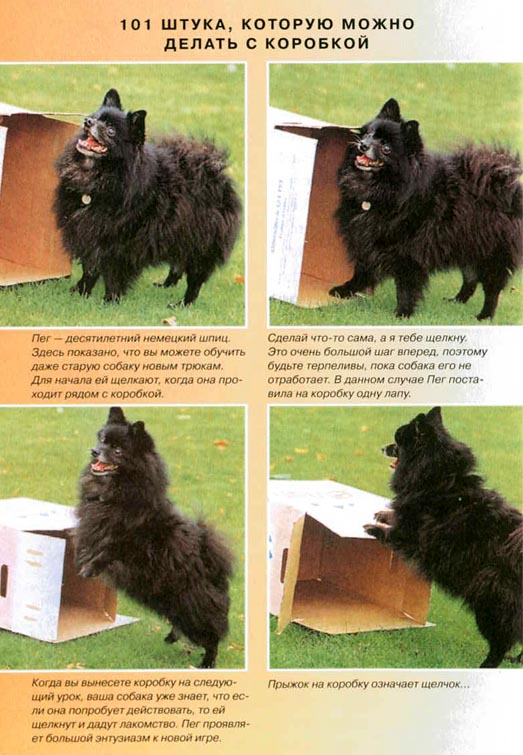 101 ШТУКА, КОТОРУЮ МОЖНО
ДЕЛАТЬ С КОРОБКОЙ
Пег — десятилетний немецкий шпиц.
Здесь показано, что вы можете обучить
даже старую собаку новым трюкам.
Для начала ей щелкают, когда она про-
ходит рядом с коробкой.
Сделай что-то сама, а я тебе щелкну.
Это очень большой шаг вперед, поэтому
будьте терпеливы, пока собака его не
отработает. В данном случае Пег поста-
вила на коробку одну лапу.
Когда вы вынесете коробку на следую-
щий урок, ваша собака уже знает, что ес-
ли она попробует действовать, то ей
щелкнут и дадут лакомство. Пег проявля-
ет большой энтузиазм к новой игре.
Прыжок на коробку означает щелчок...